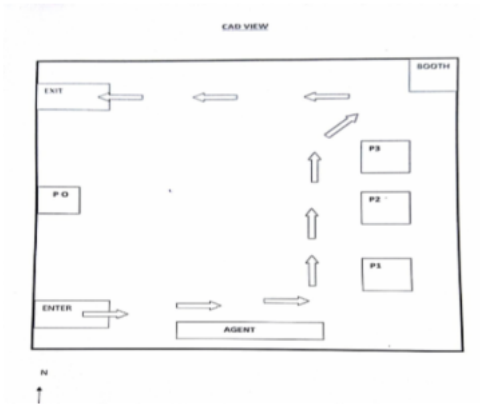 CAD VIEW
BOOTH
EXIT
P3
P O
P2
P1
ENTER
AGENT
N